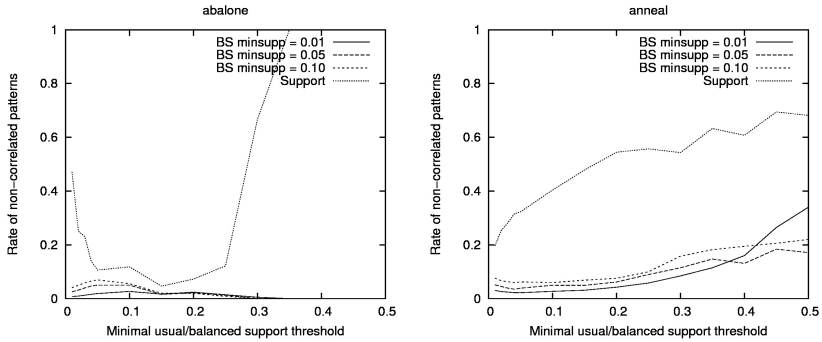 abalone
Rate of non-correlated patterns
1
0.8
0.6
0.4
0.2
0
BS minsupp = 0.01
BS minsupp = 0.05
BS minsupp = 0.10
Support
0 0.1 0.2 0.3 0.4 0.5
Minimal usual/balanced support threshold
anneal
Rate of non-correlated patterns
1
0.8
0.6
0.4
0.2
0
BS minsupp = 0.01
BS minsupp = 0.05
BS minsupp = 0.10
Support
0 0.1 0.2 0.3 0.4 0.5
Minimal usual/balanced support threshold